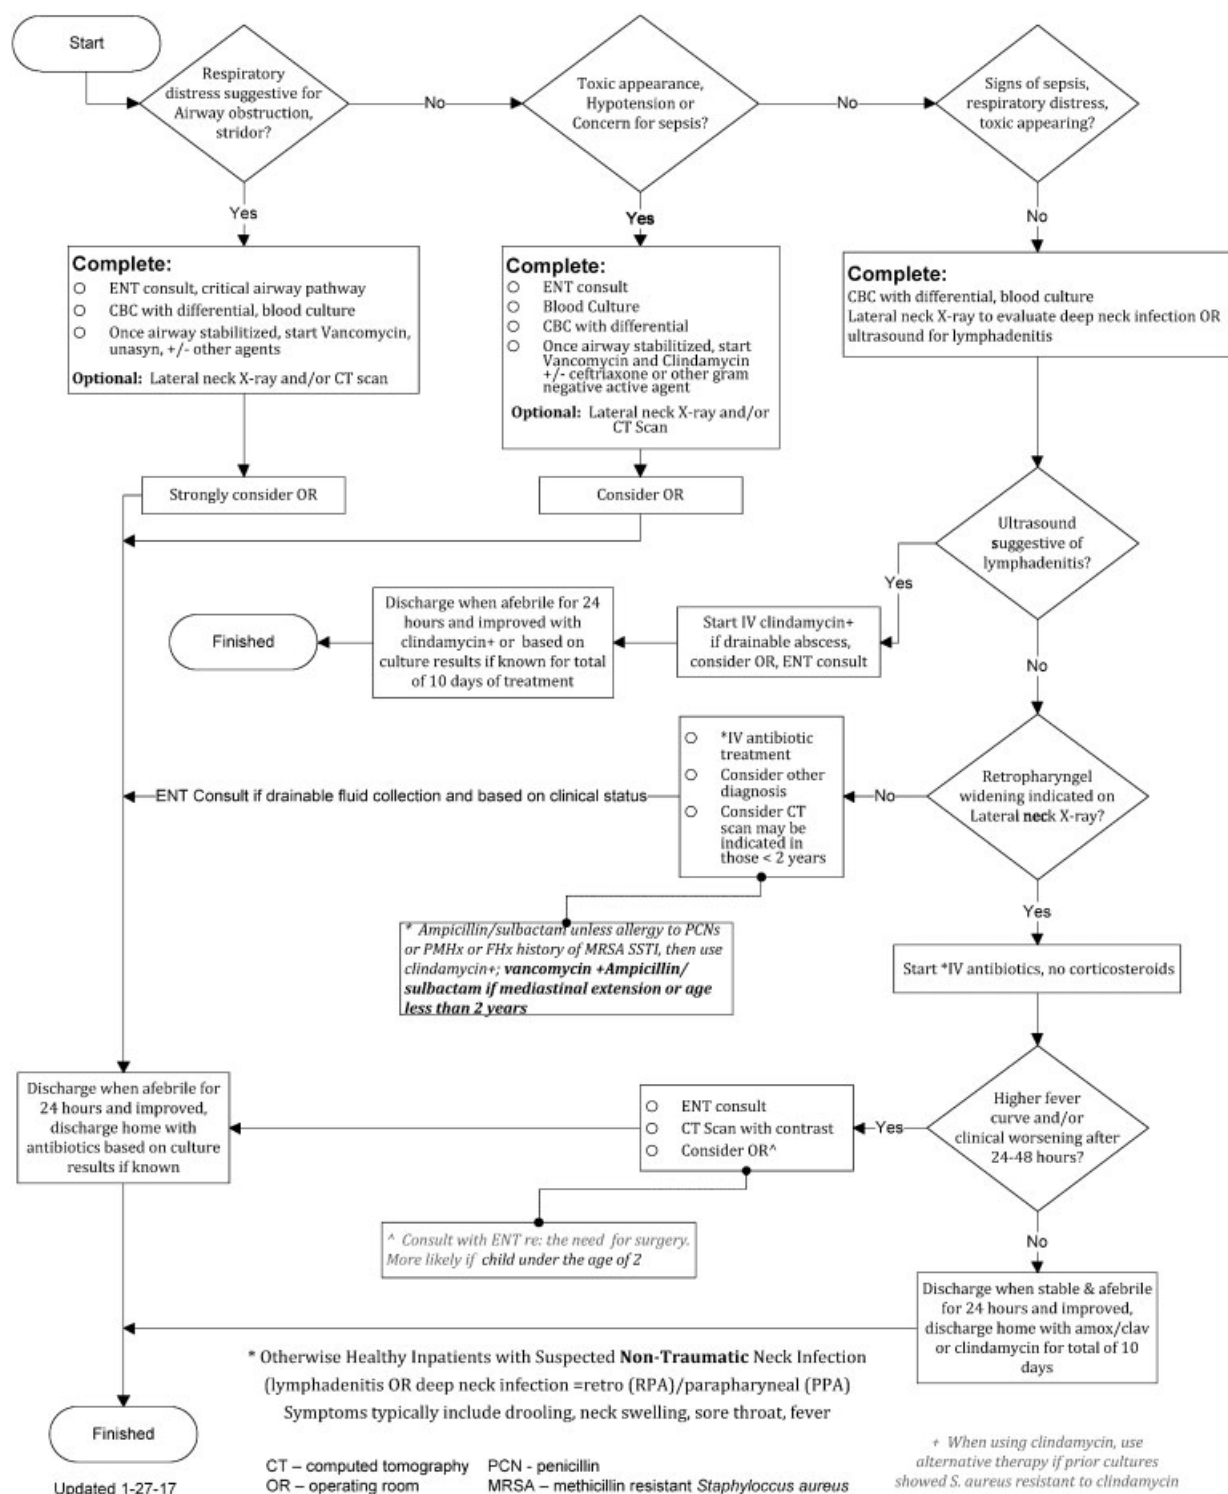 Start
Respiratory
distress suggestive for
Airway obstruction,
stridor?
No
Toxic appearance,
Hypotension or
Concern for sepsis?
No
Signs of sepsis,
respiratory distress,
toxic appearing?
Yes
Yes
No
Complete:
ENT consult, critical airway pathway
CBC with differential, blood culture
Once airway stabilitized, start Vancomycin,
unasyn, +/- other agents
Optional: Lateral neck X-ray and/or CT scan
Complete:
ENT consult
Blood Culture
CBC with differential
Once airway stabilitized, start
Vancomycin and Clindamycin
+/- ceftriaxone or other gram
negative active agent
Optional: Lateral neck X-ray and/or
CT Scan
Complete:
CBC with differential, blood culture
Lateral neck X-ray to evaluate deep neck infection OR
ultrasound for lymphadenitis
Strongly consider OR
Consider OR
Ultrasound
suggestive of
lymphadenitis?
Yes
No
Start IV clindamycin+
if drainable abscess,
consider OR, ENT consult
Discharge when afebrile for 24
hours and improved with
clindamycin+ or based on
culture results if known for total
of 10 days of treatment
Finished
Retropharyngel
widening indicated on
Lateral neck X-ray?
No
*IV antibiotic
treatment
Consider other
diagnosis
Consider CT
scan may be
indicated in
those < 2 years
ENT Consult if drainable fluid collection and based on clinical status
* Ampicillin/sulbactam unless allergy to PCNs
or PMHx or FHx history of MRSA SSTI, then use
clindamycin+; vancomycin +Ampicillin/
sulbactam if mediastinal extension or age
less than 2 years
Yes
Start *IV antibiotics, no corticosteroids
Higher fever
curve and/or
clinical worsening after
24-48 hours?
Yes
ENT consult
CT Scan with contrast
Consider OR^
^ Consult with ENT re: the need for surgery.
More likely if child under the age of 2
Discharge when afebrile for
24 hours and improved,
discharge home with
antibiotics based on culture
results if known
No
Discharge when stable & afebrile
for 24 hours and improved,
discharge home with amox/clav
or clindamycin for total of 10
days
Finished
Updated 1-27-17
* Otherwise Healthy Inpatients with Suspected Non-Traumatic Neck Infection
(lymphadenitis OR deep neck infection =retro (RPA)/parapharyneal (PPA)
Symptoms typically include drooling, neck swelling, sore throat, fever
CT – computed tomography PCN - penicillin
OR – operating room MRSA – methicillin resistant Staphyloccus aureus
+ When using clindamycin, use
alternative therapy if prior cultures
showed S. aureus resistant to clindamycin